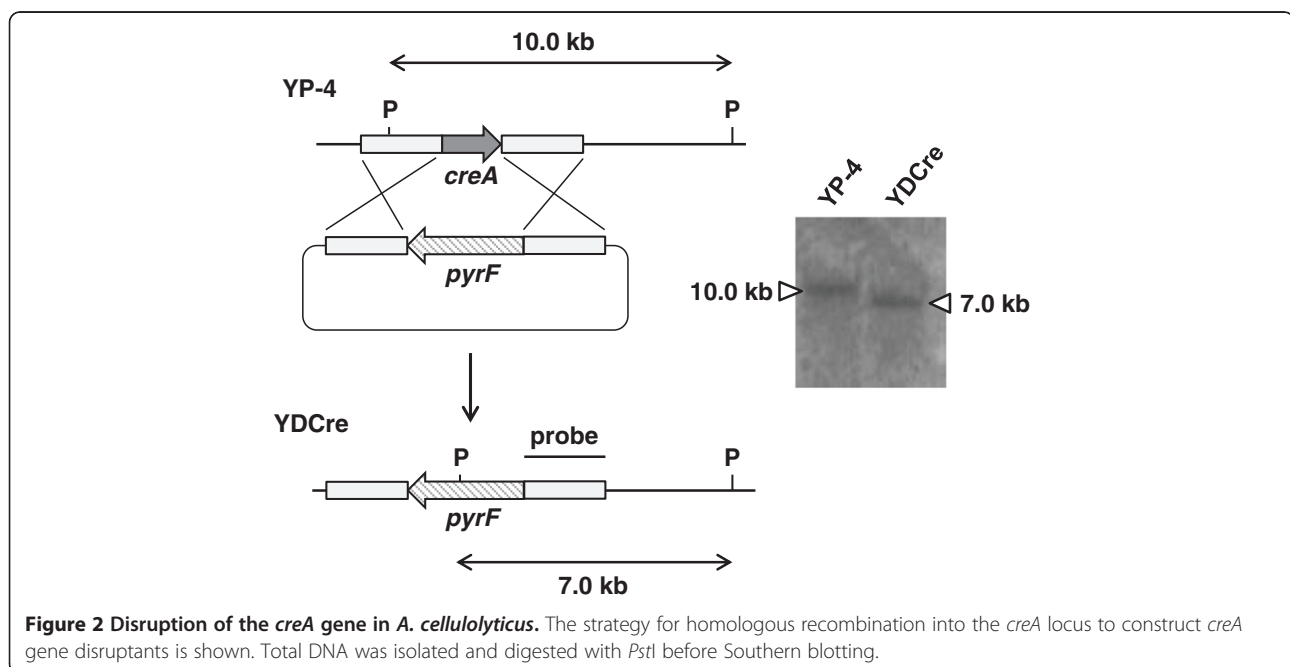 10.0 kb
YP-4
P P
creA
pyrF
YP-4 YDCre
10.0 kb 7.0 kb
YDCre
probe
P P
pyrF
7.0 kb
Figure 2 Disruption of the creA gene in A. cellulolyticus. The strategy for homologous recombination into the creA locus to construct creA
gene disruptants is shown. Total DNA was isolated and digested with PstI before Southern blotting.